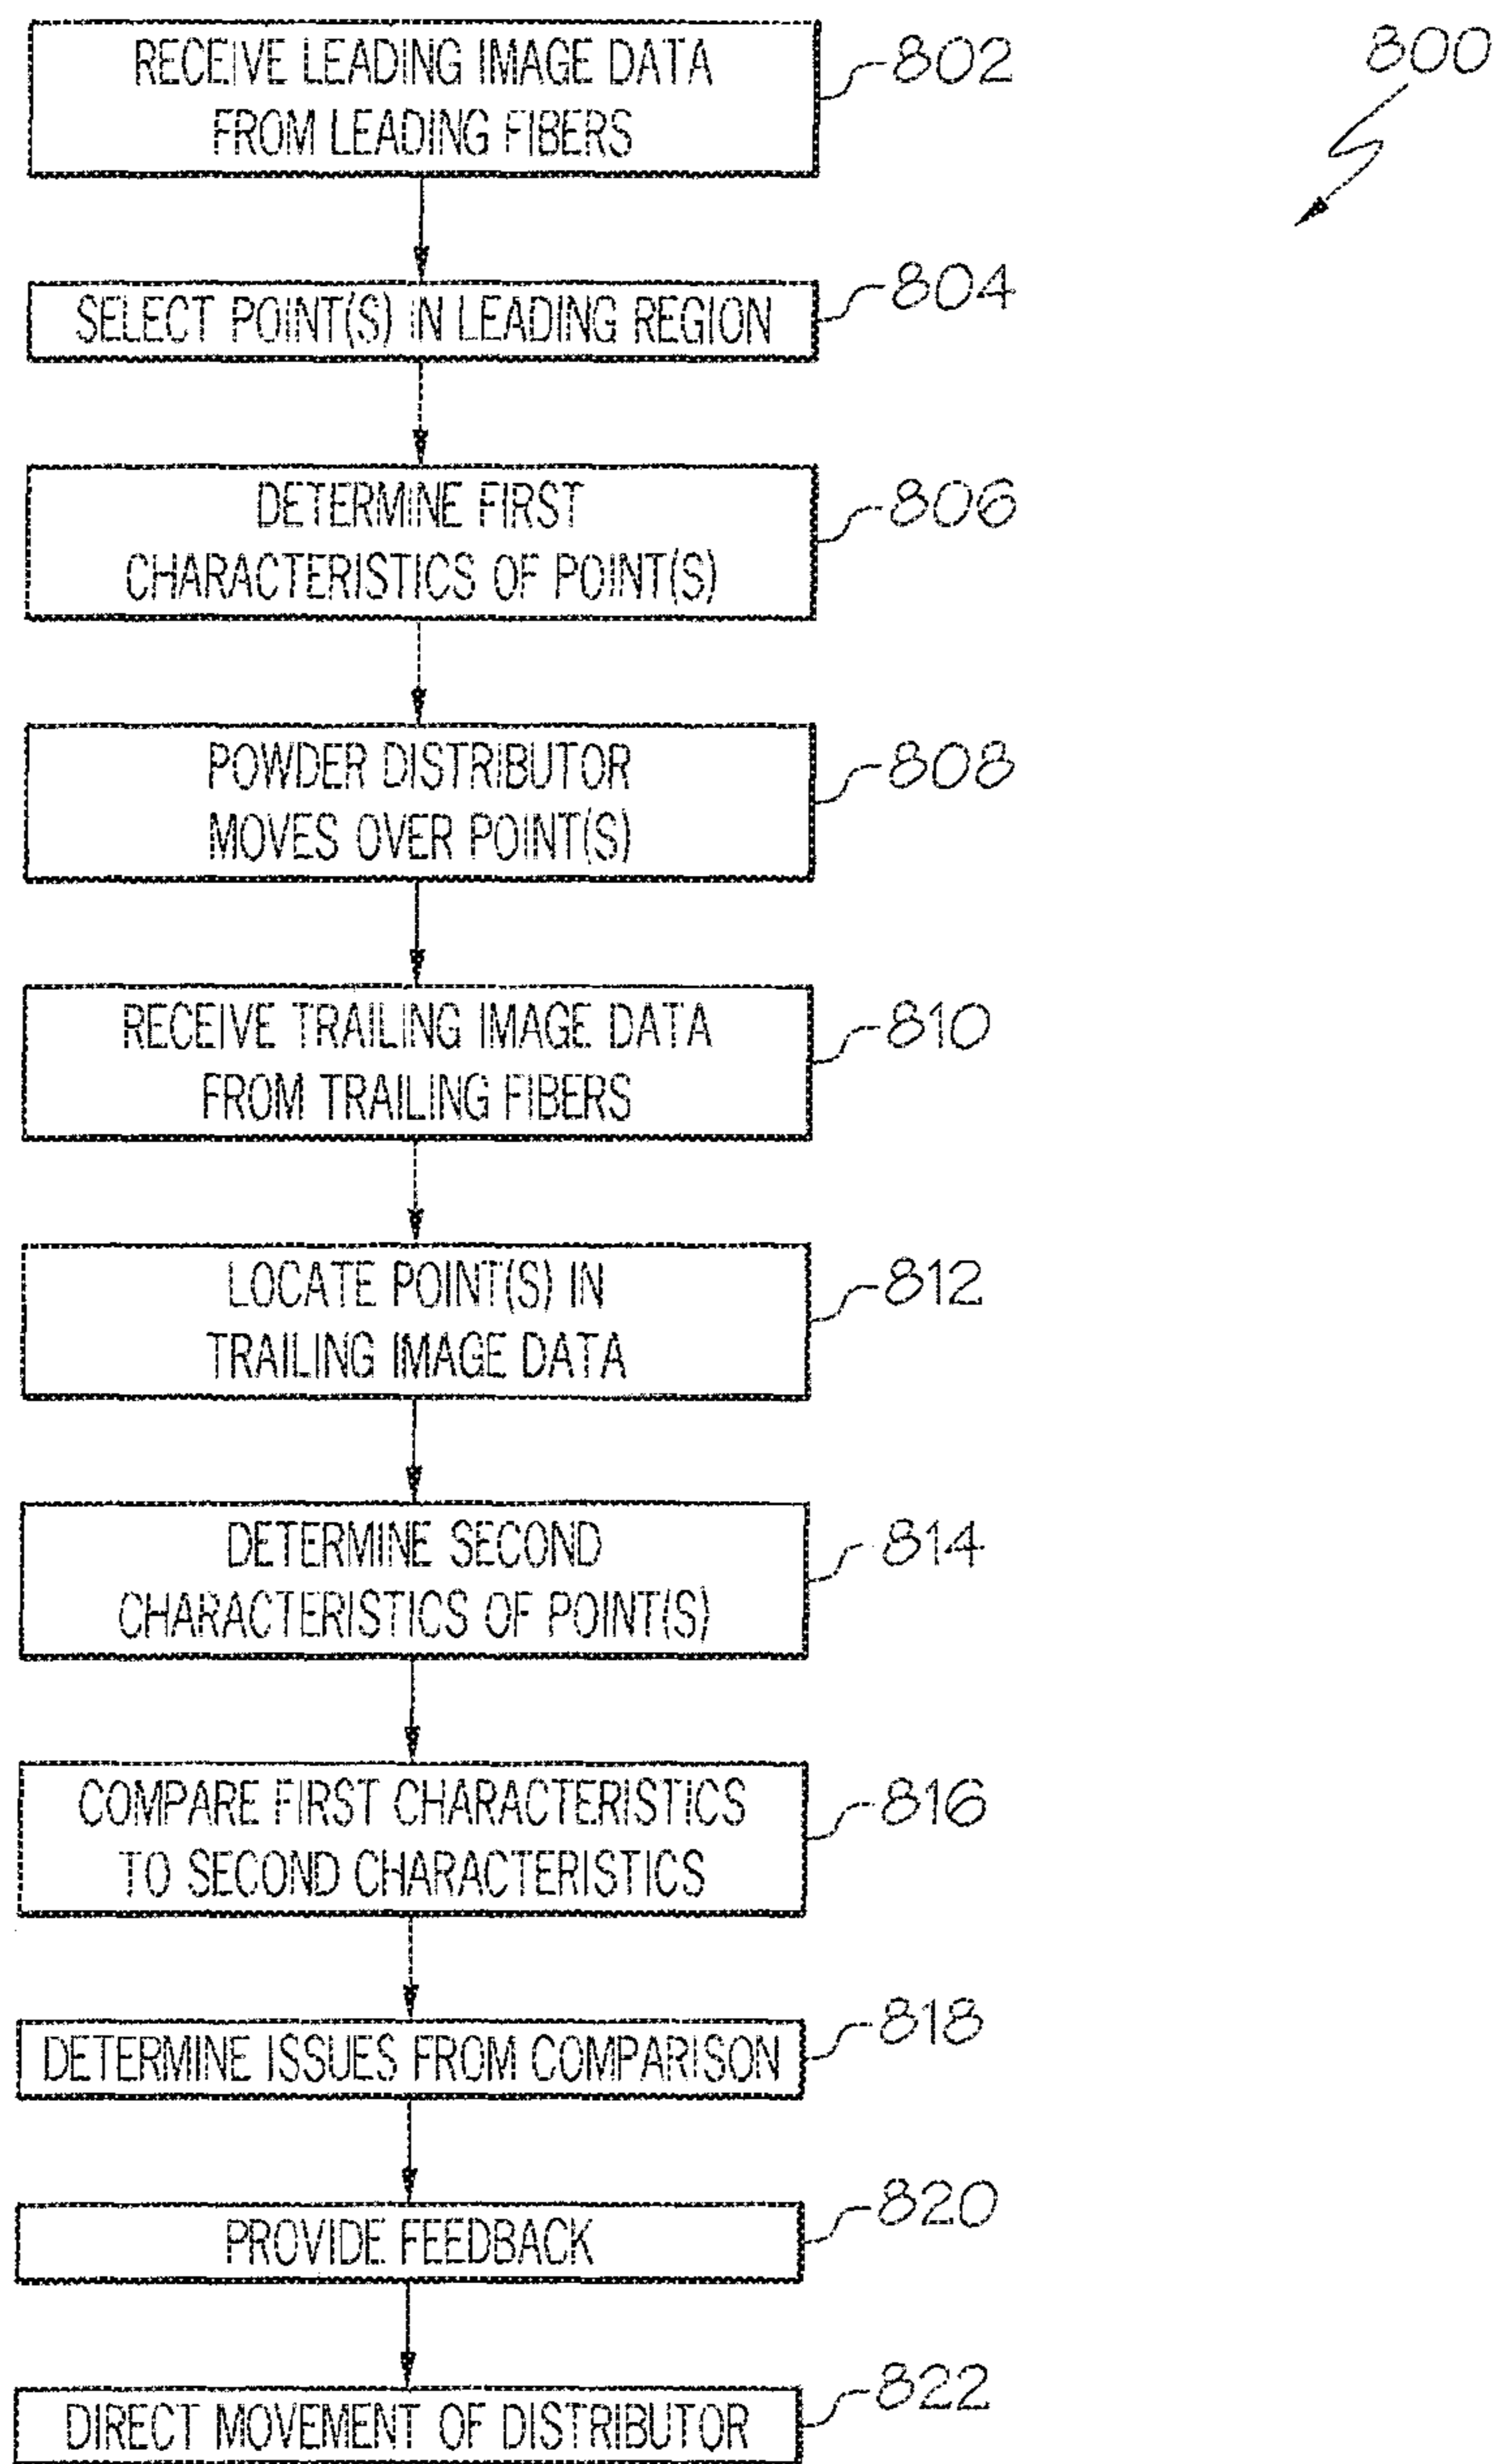 800
RECEIVE LEADING IMAGE DATA
FROM LEADING FIBERS
802
SELECT POINT(S) IN LEADING REGION
804
DETERMINE FIRST
CHARACTERISTICS OF POINT(S)
806
POWDER DISTRIBUTOR
MOVES OVER POINT(S)
808
RECEIVE TRAILING IMAGE DATA
FROM TRAILING FIBERS
810
LOCATE POINT(S) IN
TRAILING IMAGE DATA
812
DETERMINE SECOND
CHARACTERISTICS OF POINT(S)
814
COMPARE FIRST CHARACTERISTICS
TO SECOND CHARACTERISTICS
816
DETERMINE ISSUES FROM COMPARISON
818
PROVIDE FEEDBACK
820
DIRECT MOVEMENT OF DISTRIBUTOR
822